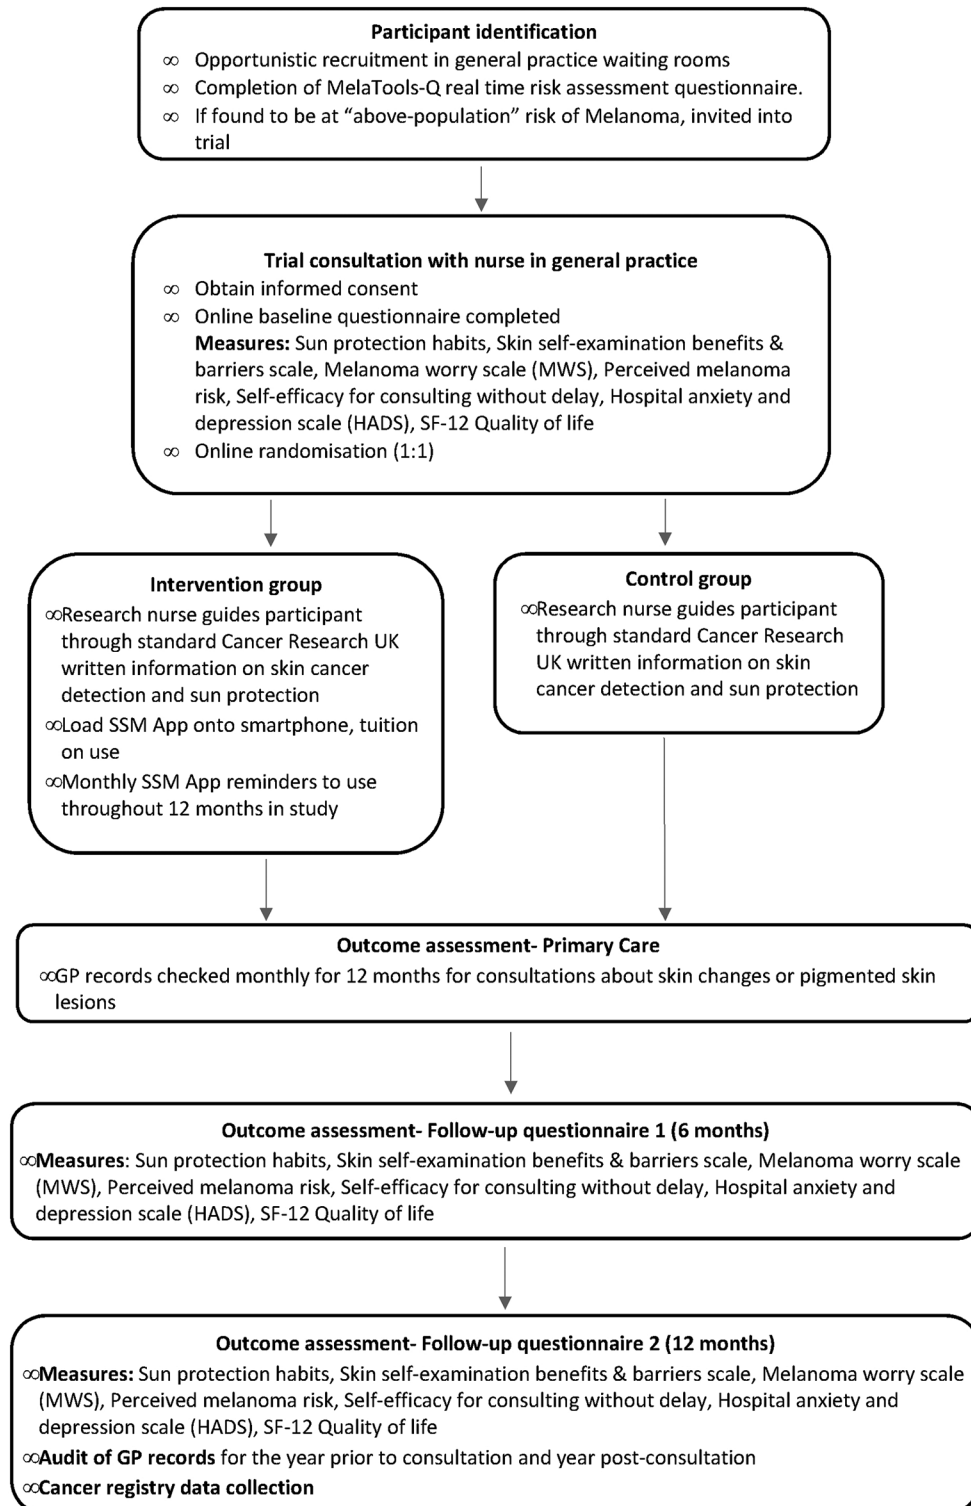 Participant identification
∞ Opportunistic recruitment in general practice waiting rooms
∞ Completion of MelaTools-Q real time risk assessment questionnaire.
∞ If found to be at “above-population” risk of Melanoma, invited into
trial
Trial consultation with nurse in general practice
∞ Obtain informed consent
∞ Online baseline questionnaire completed
Measures: Sun protection habits, Skin self-examination benefits &
barriers scale, Melanoma worry scale (MWS), Perceived melanoma
risk, Self-efficacy for consulting without delay, Hospital anxiety and
depression scale (HADS), SF-12 Quality of life
∞ Online randomisation (1:1)
Intervention group
∞Research nurse guides participant
through standard Cancer Research UK
written information on skin cancer
detection and sun protection
∞Load SSM App onto smartphone, tuition
on use
∞Monthly SSM App reminders to use
throughout 12 months in study
Control group
∞Research nurse guides participant
through standard Cancer Research
UK written information on skin
cancer detection and sun protection
Outcome assessment- Primary Care
∞GP records checked monthly for 12 months for consultations about skin changes or pigmented skin
lesions
Outcome assessment- Follow-up questionnaire 1 (6 months)
∞Measures: Sun protection habits, Skin self-examination benefits & barriers scale, Melanoma worry scale
(MWS), Perceived melanoma risk, Self-efficacy for consulting without delay, Hospital anxiety and
depression scale (HADS), SF-12 Quality of life
Outcome assessment- Follow-up questionnaire 2 (12 months)
∞Measures: Sun protection habits, Skin self-examination benefits & barriers scale, Melanoma worry scale
(MWS), Perceived melanoma risk, Self-efficacy for consulting without delay, Hospital anxiety and
depression scale (HADS), SF-12 Quality of life
∞Audit of GP records for the year prior to consultation and year post-consultation
∞Cancer registry data collection